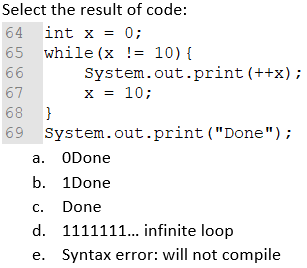 Select the result of code:
64 int x = 0;
65 while(x != 10){
66 System.out.print(++x);
67 x = 10;
68 }
69 System.out.print("Done");
a. 0Done
b. 1Done
c. Done
d. 1111111... infinite loop
e. Syntax error: will not compile